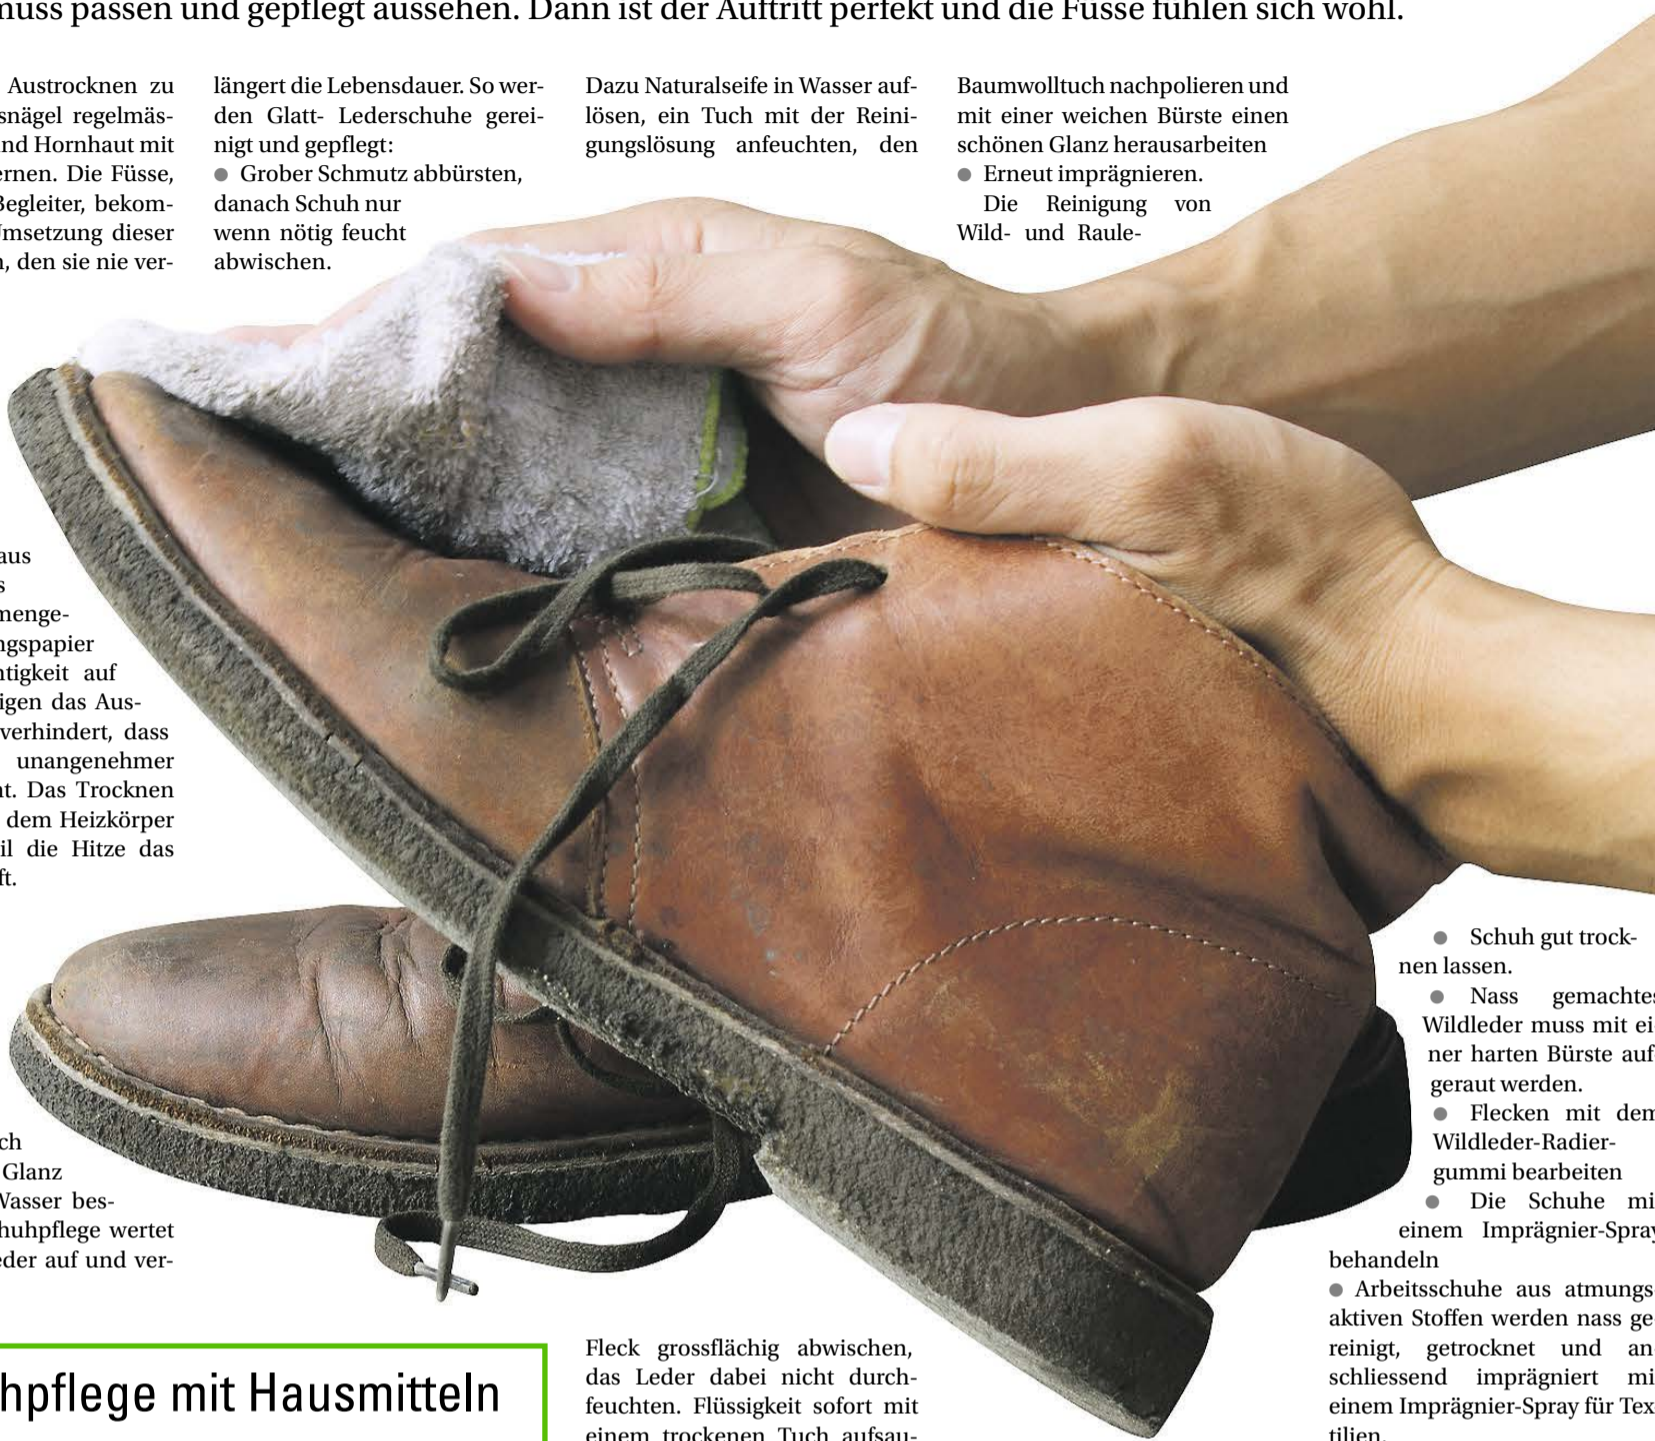 muss passen und gepflegt aussehen. Dann ist der Auftritt perfekt und die Füsse fühlen sich wohl.
Austrocknen zu
snägel regelmäs-
nd Hornhaut mit
ernen. Die Füsse,
Begleiter, bekom-
Umsetzung dieser
n, den sie nie ver-
aus
s
menge-
ngspapier
htigkeit auf
igen das Aus-
verhindert, dass
unangenehmer
nt. Das Trocknen
dem Heizkörper
il die Hitze das
ft.
ch
Glanz
Wasser bes-
huhpflege wertet
eder auf und ver-
hpflege mit Hausmitteln
längert die Lebensdauer. So wer-
den Glatt- Lederschuhe gerei-
nigt und gepflegt:
● Grober Schmutz abbürsten,
danach Schuh nur
wenn nötig feucht
abwischen.
Dazu Naturalseife in Wasser auf-
lösen, ein Tuch mit der Reini-
gungslösung anfeuchten, den
Fleck grossflächig abwischen,
das Leder dabei nicht durch-
feuchten. Flüssigkeit sofort mit
einem trockenen Tuch aufsau-
Baumwolltuch nachpolieren und
mit einer weichen Bürste einen
schönen Glanz herausarbeiten
● Erneut imprägnieren.
Die Reinigung von
Wild- und Raule-
● Schuh gut trock-
nen lassen.
● Nass gemachtes
Wildleder muss mit ei-
ner harten Bürste auf-
geraut werden.
● Flecken mit dem
Wildleder-Radier-
gummi bearbeiten
● Die Schuhe mi
einem Imprägnier-Spray
behandeln
● Arbeitsschuhe aus atmungs-
aktiven Stoffen werden nass ge-
reinigt, getrocknet und an-
schliessend imprägniert mi
einem Imprägnier-Spray für Tex-
tilien.